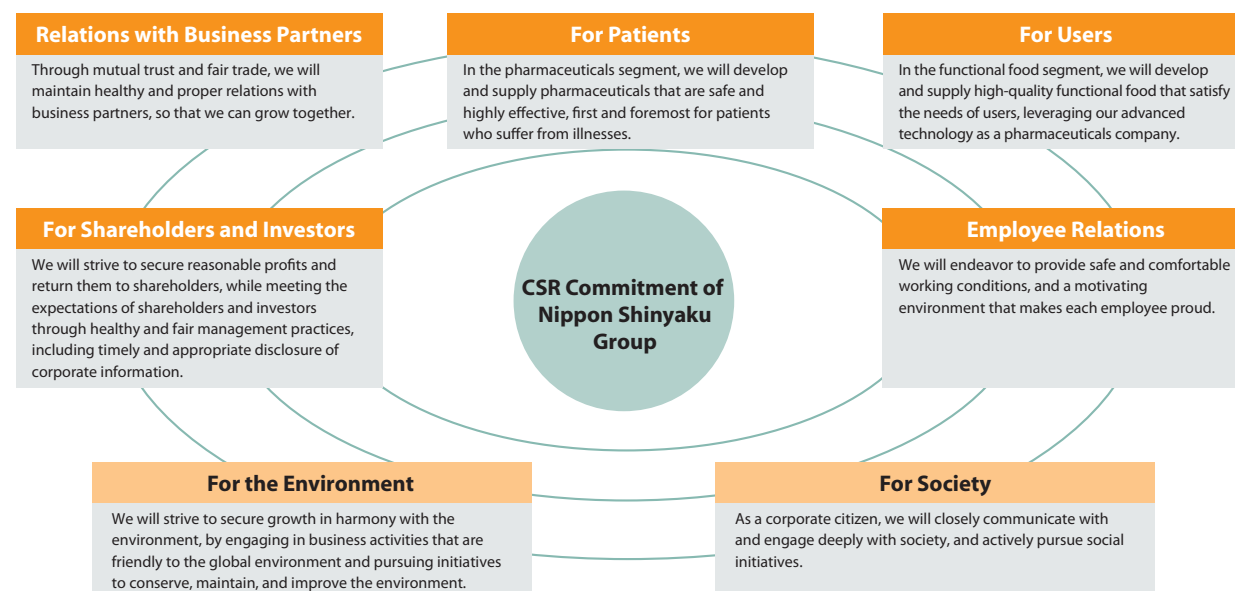 Relations with Business Partners
Through mutual trust and fair trade, we will
maintain healthy and proper relations with
business partners, so that we can grow together.
For Patients
In the pharmaceuticals segment, we will develop
and supply pharmaceuticals that are safe and
highly effective, first and foremost for patients
who suffer from illnesses.
For Users
In the functional food segment, we will develop
and supply high-quality functional food that satisfy
the needs of users, leveraging our advanced
technology as a pharmaceuticals company.
For Shareholders and Investors
We will strive to secure reasonable profits and
return them to shareholders, while meeting the
expectations of shareholders and investors
through healthy and fair management practices,
including timely and appropriate disclosure of
corporate information.
CSR Commitment of
Nippon Shinyaku
Group
Employee Relations
We will endeavor to provide safe and comfortable
working conditions, and a motivating
environment that makes each employee proud.
For the Environment
We will strive to secure growth in harmony with the
environment, by engaging in business activities that are
friendly to the global environment and pursuing initiatives
to conserve, maintain, and improve the environment.
For Society
As a corporate citizen, we will closely communicate with
and engage deeply with society, and actively pursue social
initiatives.